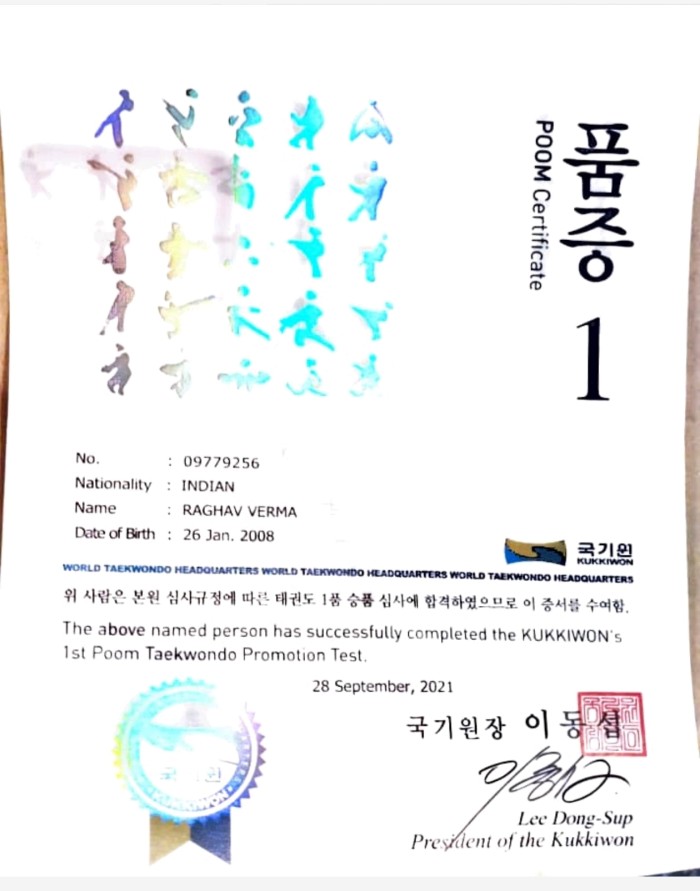 품증
POOM Certificate
1
No. : 09779256
Nationality : INDIAN
Name : RAGHAV VERMA
Date of Birth : 26 Jan. 2008
국기원
KUKKIWON
WORLD TAEKWONDO HEADQUARTERS WORLD TAEKWONDO HEADQUARTERS WORLD TAEKWONDO HEADQUARTERS
위 사람은 본원 심사규정에 따른 태권도 1품 승품 심사에 합격하였으므로 이 증서를 수여함.
The above named person has successfully completed the KUKKIWON's
1st Poom Taekwondo Promotion Test.
28 September, 2021
국기원장 이동섭
Lee Dong-Sup
President of the Kukkiwon
국기원
KUKKIWON